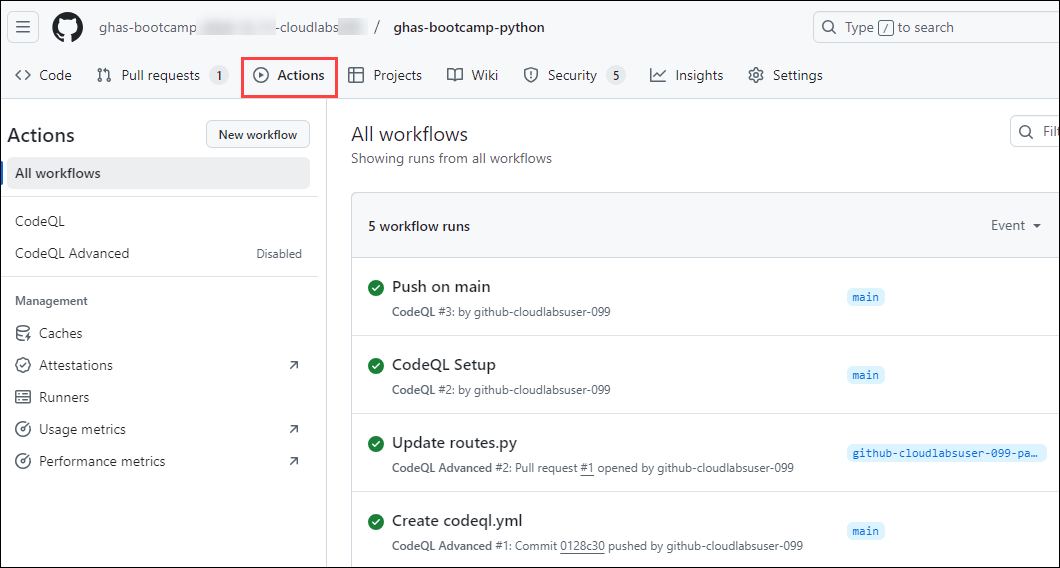 ghas-bootcamp -cloudlabs / ghas-bootcamp-python
Type / to search
Code Pull requests 1 Actions Projects Wiki Security 5 Insights Settings
Actions
New workflow
All workflows
CodeQL
CodeQL Advanced Disabled
Management
Caches
Attestations
Runners
Usage metrics
Performance metrics
All workflows
Showing runs from all workflows
5 workflow runs
Event
Push on main
CodeQL #3: by github-cloudlabsuser-099
main
CodeQL Setup
CodeQL #2: by github-cloudlabsuser-099
main
Update routes.py
CodeQL Advanced #2: Pull request #1 opened by github-cloudlabsuser-099
github-cloudlabsuser-099-pa…
Create codeql.yml
CodeQL Advanced #1: Commit 0128c30 pushed by github-cloudlabsuser-099
main